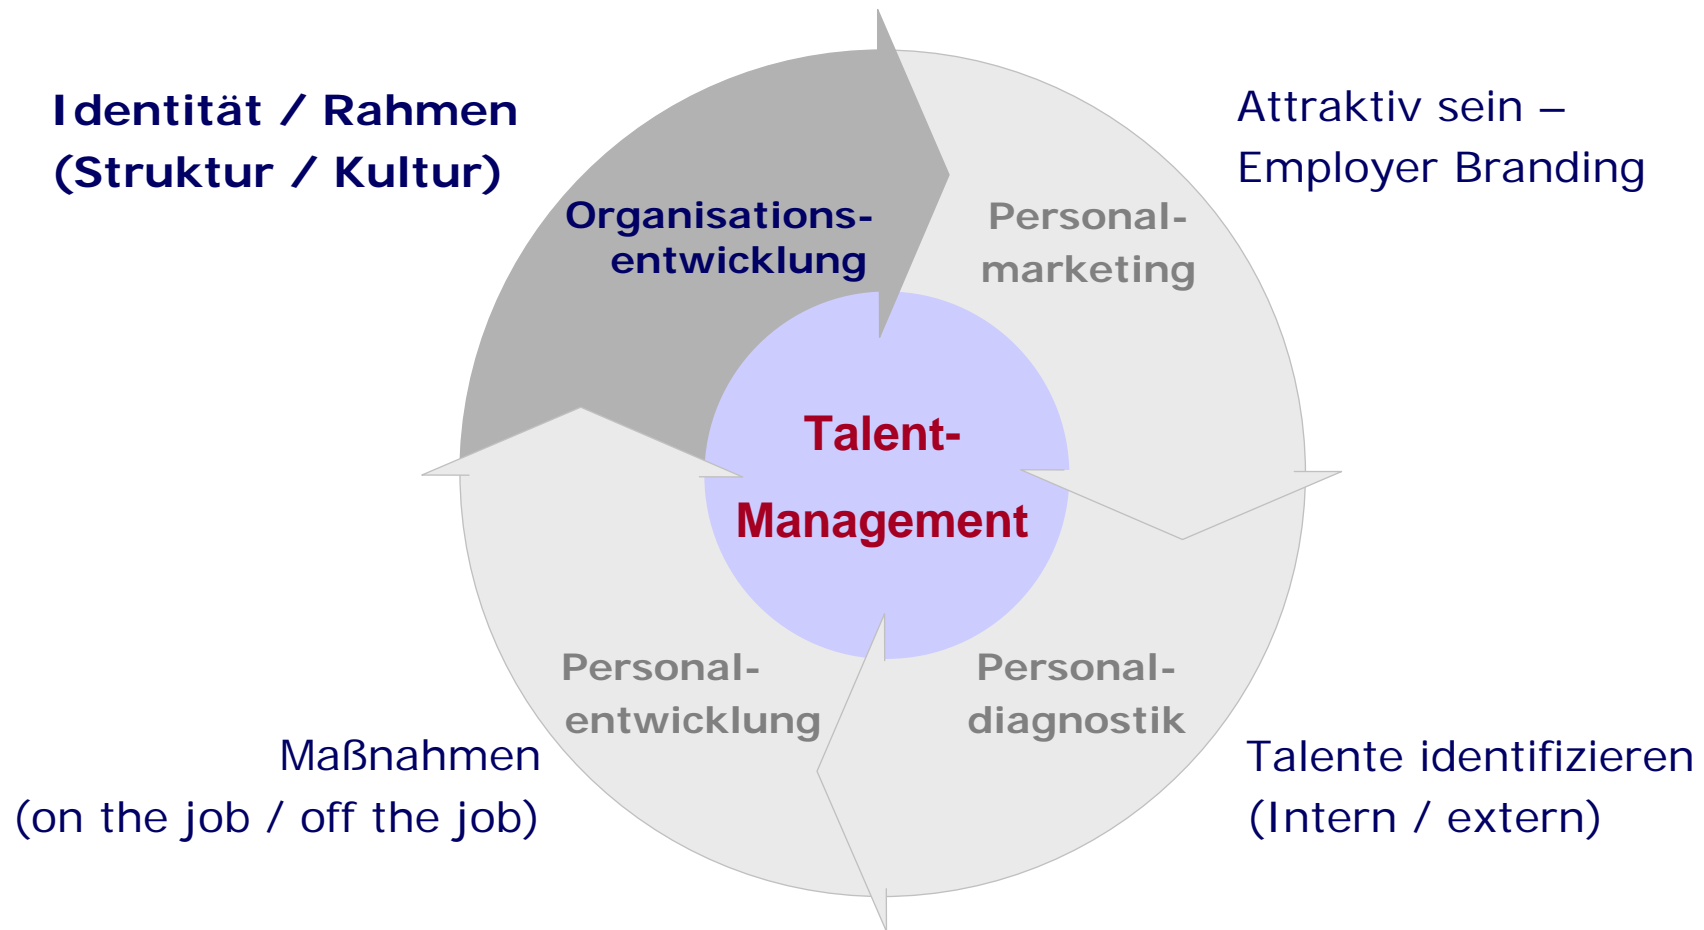 Identität / Rahmen
(Struktur / Kultur)
Attraktiv sein –
Employer Branding
Organisations-
entwicklung
Personal-
marketing
Talent-
Management
Personal-
entwicklung
Personal-
diagnostik
Maßnahmen
(on the job / off the job)
Talente identifizieren
(Intern / extern)